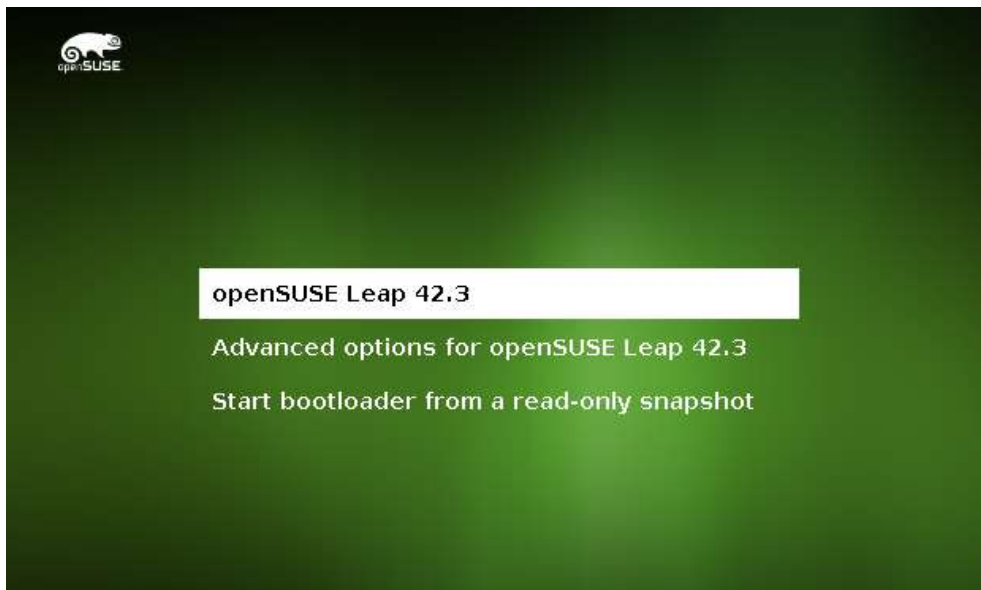 openSUSE
openSUSE Leap 42.3
Advanced options for openSUSE Leap 42.3
Start bootloader from a read-only snapshot